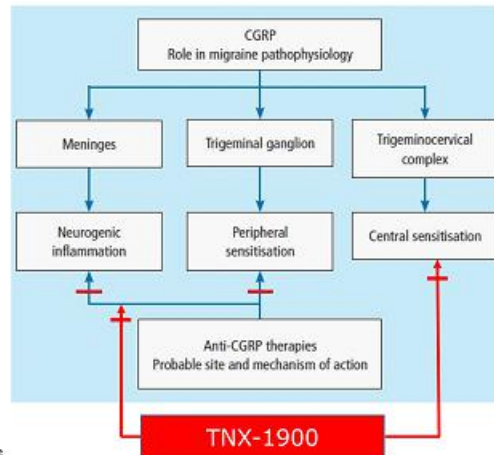 CGRP
Role in migraine pathophysiology
Meninges
Trigeminal ganglion
Trigeminocervical
complex
Neurogenic
inflammation
Peripheral
sensitisation
Central sensitisation
Anti-CGRP therapies
Probable site and mechanism of action
TNX-1900